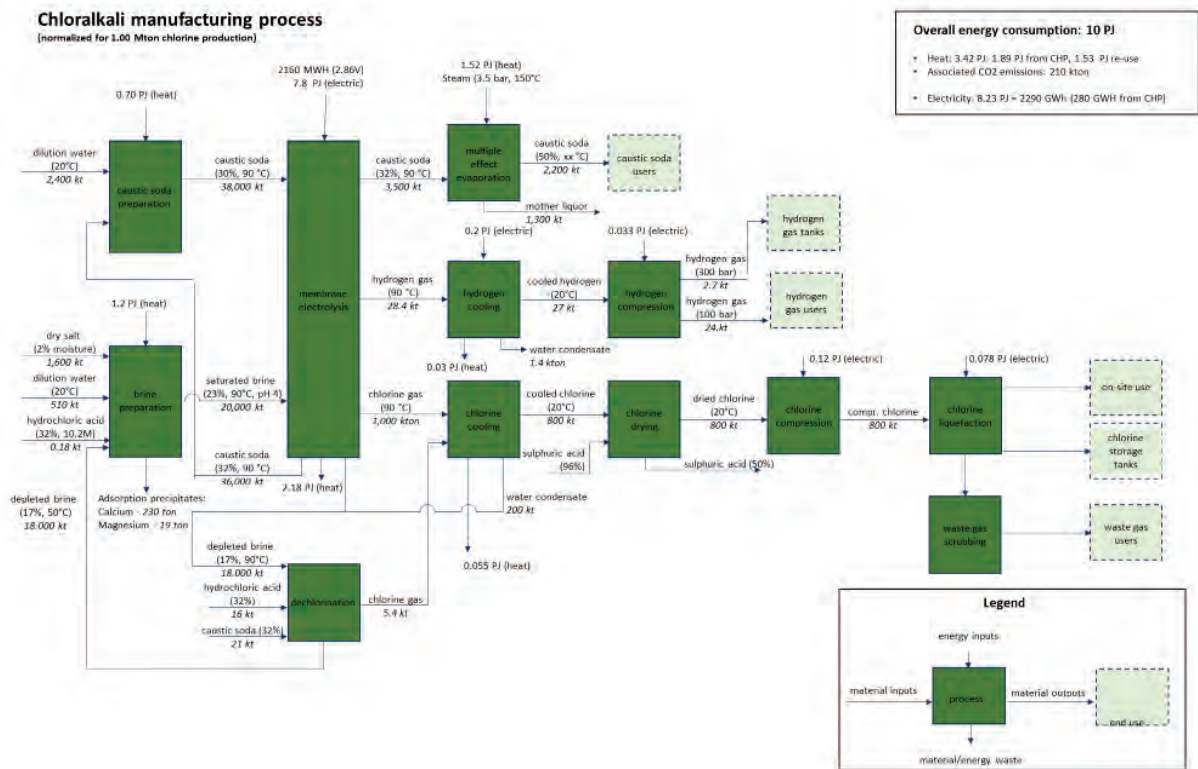 Chloralkali manufacturing process
(normalized for 1.00 Mton chlorine production)
Overall energy consumption: 10 PJ
• Heat: 3.42 PJ: 1.89 PJ from CHP, 1.53 PJ re-use
• Associated CO2 emissions: 210 kton
• Electricity: 8.23 PJ = 2290 GWh (280 GWH from CHP)
0.70 PJ (heat)
2160 MWH (2.86V)
7.8 PJ (electric)
1.52 PJ (heat)
Steam (3.5 bar, 150°C
dilution water
(20°C)
2,400 kt
caustic soda
preparation
caustic soda
(30%, 90 °C)
38,000 kt
membrane
electrolysis
caustic soda
(32%, 90 °C)
3,500 kt
multiple
effect
evaporation
caustic soda
(50%, xx °C)
2,200 kt
caustic soda
users
mother liquor
1,300 kt
0.2 PJ (electric)
0.033 PJ (electric)
hydrogen gas
(90 °C)
28.4 kt
hydrogen
cooling
cooled hydrogen
(20°C)
27 kt
hydrogen
compression
hydrogen gas
(300 bar)
2.7 kt
hydrogen
gas tanks
hydrogen gas
(100 bar)
24 kt
hydrogen
gas users
0.03 PJ (heat)
water condensate
1.4 kton
1.2 PJ (heat)
dry salt
(2% moisture)
1,600 kt
dilution water
(20°C)
510 kt
hydrochloric acid
(32%, 10.2M)
0.18 kt
brine
preparation
saturated brine
(23%, 90°C, pH 4)
20,000 kt
caustic soda
(32%, 90 °C)
36,000 kt
depleted brine
(17%, 50°C)
18.000 kt
Adsorption precipitates:
Calcium - 230 ton
Magnesium - 19 ton
2.18 PJ (heat)
chlorine gas
(90 °C)
1,000 kton
chlorine
cooling
cooled chlorine
(20°C)
800 kt
sulphuric acid
(96%)
chlorine
drying
dried chlorine
(20°C)
800 kt
sulphuric acid (50%)
0.12 PJ (electric)
chlorine
compression
compr. chlorine
800 kt
0.078 PJ (electric)
chlorine
liquefaction
on-site use
chlorine
storage
tanks
waste gas
scrubbing
waste gas
users
water condensate
200 kt
0.055 PJ (heat)
depleted brine
(17%, 90°C)
18.000 kt
hydrochloric acid
(32%)
16 kt
caustic soda (32%)
21 kt
dechlorination
chlorine gas
5.4 kt
Legend
energy inputs
material inputs
process
material outputs
end use
material/energy waste